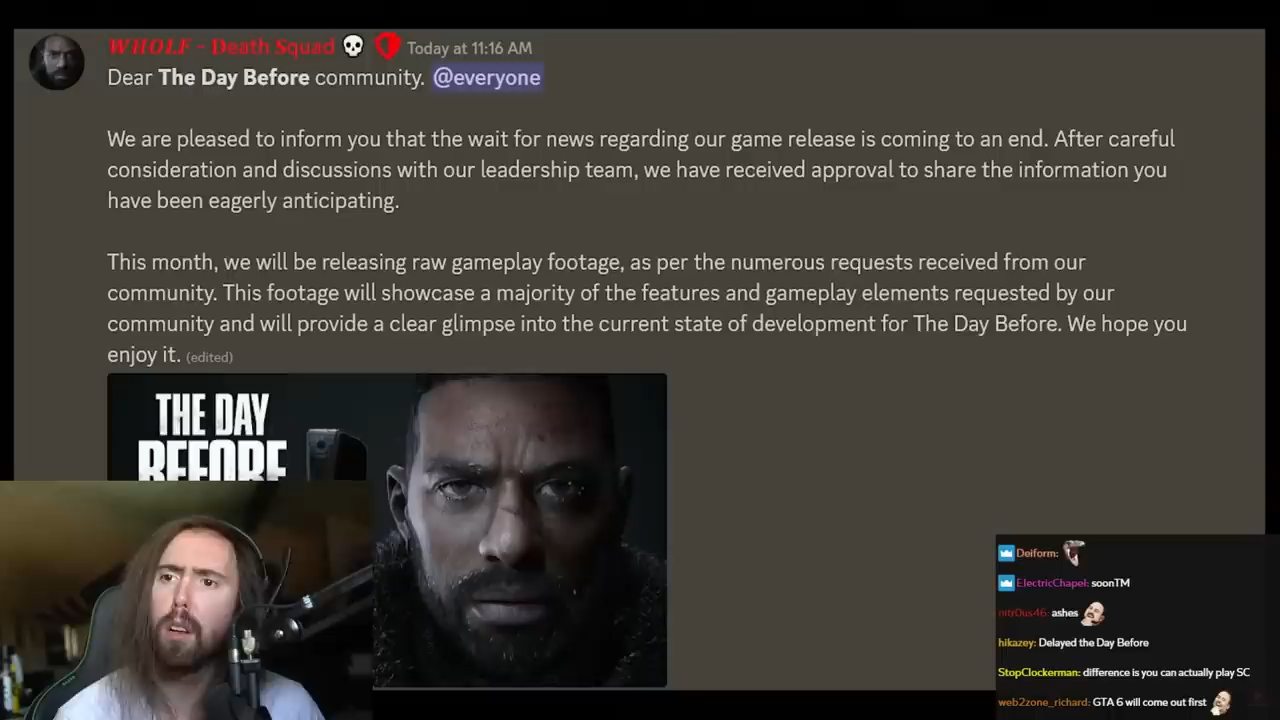 WHOLF - Death Squad Today at 11:16 AM
Dear The Day Before community. @everyone
We are pleased to inform you that the wait for news regarding our game release is coming to an end. After careful
consideration and discussions with our leadership team, we have received approval to share the information you
have been eagerly anticipating.
This month, we will be releasing raw gameplay footage, as per the numerous requests received from our
community. This footage will showcase a majority of the features and gameplay elements requested by our
community and will provide a clear glimpse into the current state of development for The Day Before. We hope you
enjoy it. (edited)
THE DAY
BEFORE
Deiform:
ElectricChapel: soonTM
nitr0us46: ashes
hikazey: Delayed the Day Before
StopClockerman: difference is you can actually play SC
web2zone_richard: GTA 6 will come out first